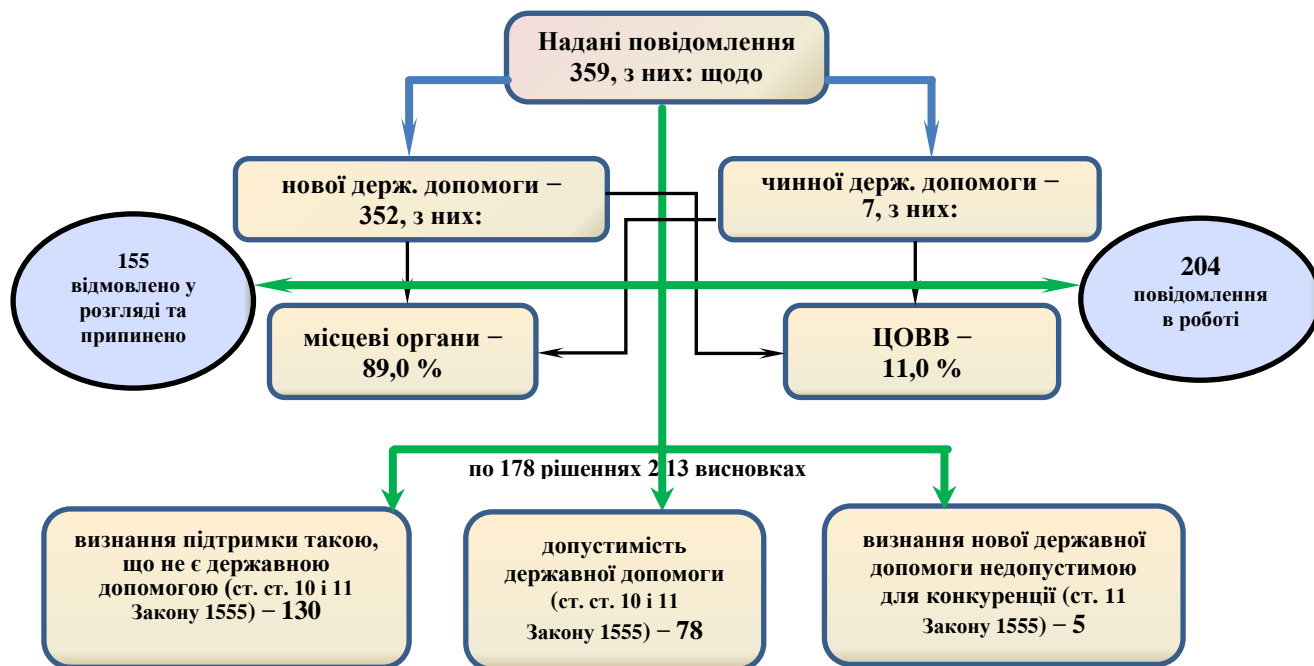 Надані повідомлення
359, з них: щодо
нової держ. допомоги –
352, з них:
чинної держ. допомоги –
7, з них:
155
відмовлено у
розгляді та
припинено
204
повідомлення
в роботі
місцеві органи –
89,0 %
ЦОВВ –
11,0 %
по 178 рішеннях 213 висновках
визнання підтримки такою,
що не є державною
допомогою (ст. ст. 10 і 11
Закону 1555) – 130
допустимість
державної допомоги
(ст. ст. 10 і 11
Закону 1555) – 78
визнання нової державної
допомоги недопустимою
для конкуренції (ст. 11
Закону 1555) – 5